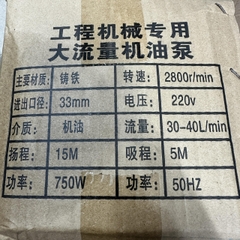 工程机械专用
大流量机油泵
主要材质: 铸铁 转速: 2800r/min
进出口径: 33mm 电压: 220v
介质: 机油 流量: 30-40L/min
扬程: 15M 吸程: 5M
功率: 750W 功率: 50HZ